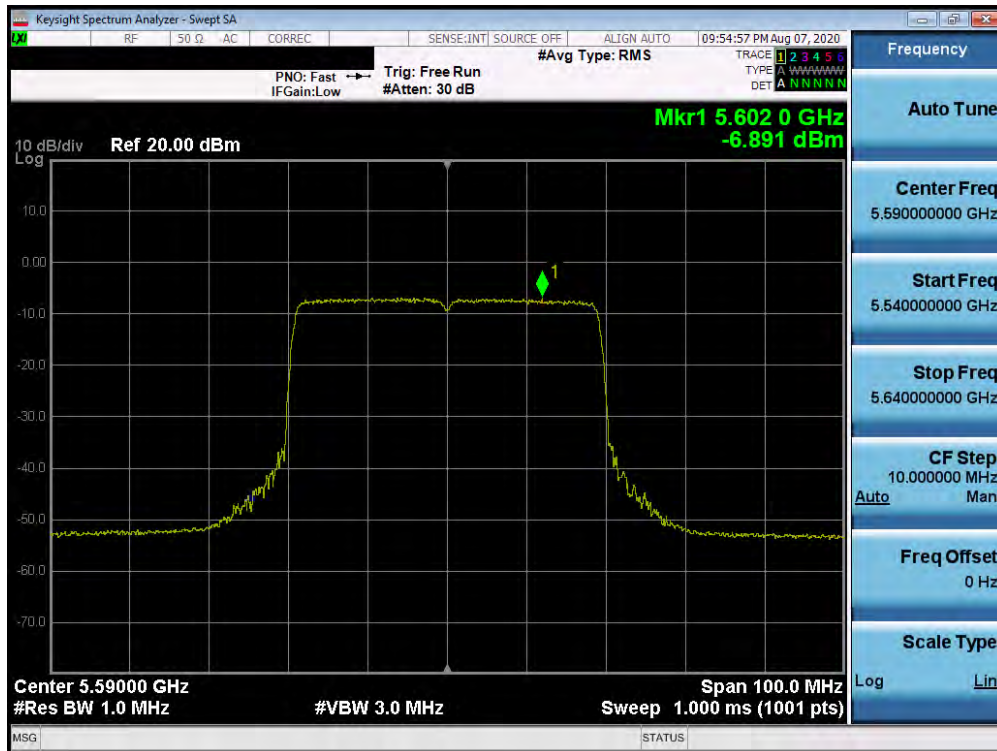 Keysight Spectrum Analyzer - Swept SA
LXI RF 50 Ω AC CORREC SENSE:INT SOURCE OFF ALIGN AUTO 09:54:57 PM Aug 07, 2020
#Avg Type: RMS
TRACE 1 2 3 4 5 6
PNO: Fast Trig: Free Run
TYPE A WWWWW
IFGain:Low #Atten: 30 dB
DET A N N N N N
Mkr1 5.602 0 GHz
-6.891 dBm
10 dB/div Ref 20.00 dBm
Log
10.0
0.00
1
-10.0
-20.0
-30.0
-40.0
-50.0
-60.0
-70.0
Center 5.59000 GHz Span 100.0 MHz
#Res BW 1.0 MHz #VBW 3.0 MHz Sweep 1.000 ms (1001 pts)
MSG STATUS
Frequency
Auto Tune
Center Freq
5.590000000 GHz
Start Freq
5.540000000 GHz
Stop Freq
5.640000000 GHz
CF Step
10.000000 MHz
Auto Man
Freq Offset
0 Hz
Scale Type
Log Lin